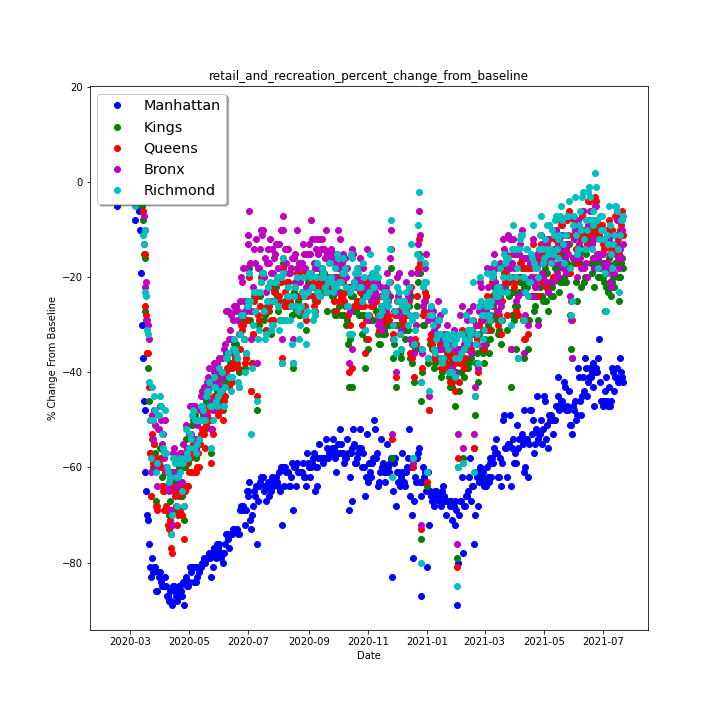 retail_and_recreation_percent_change_from_baseline
20
0
−20
−40
−60
−80
% Change From Baseline
Manhattan
Kings
Queens
Bronx
Richmond
2020-03 2020-05 2020-07 2020-09 2020-11 2021-01 2021-03 2021-05 2021-07
Date